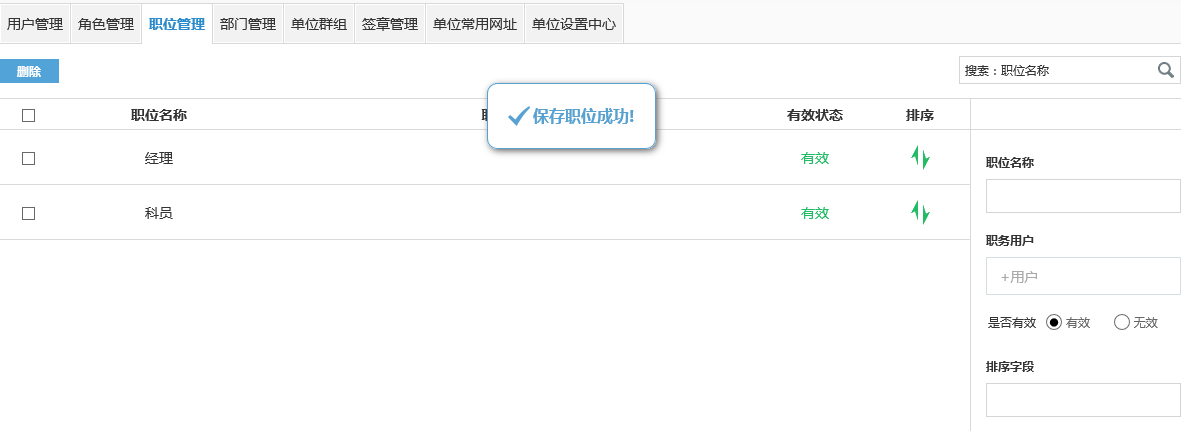 用户管理 角色管理 职位管理 部门管理 单位群组 签章管理 单位常用网址 单位设置中心
删除 搜索：职位名称
保存职位成功!
职位名称 有效状态 排序
经理 有效
科员 有效
职位名称
职务用户
+用户
是否有效 有效 无效
排序字段